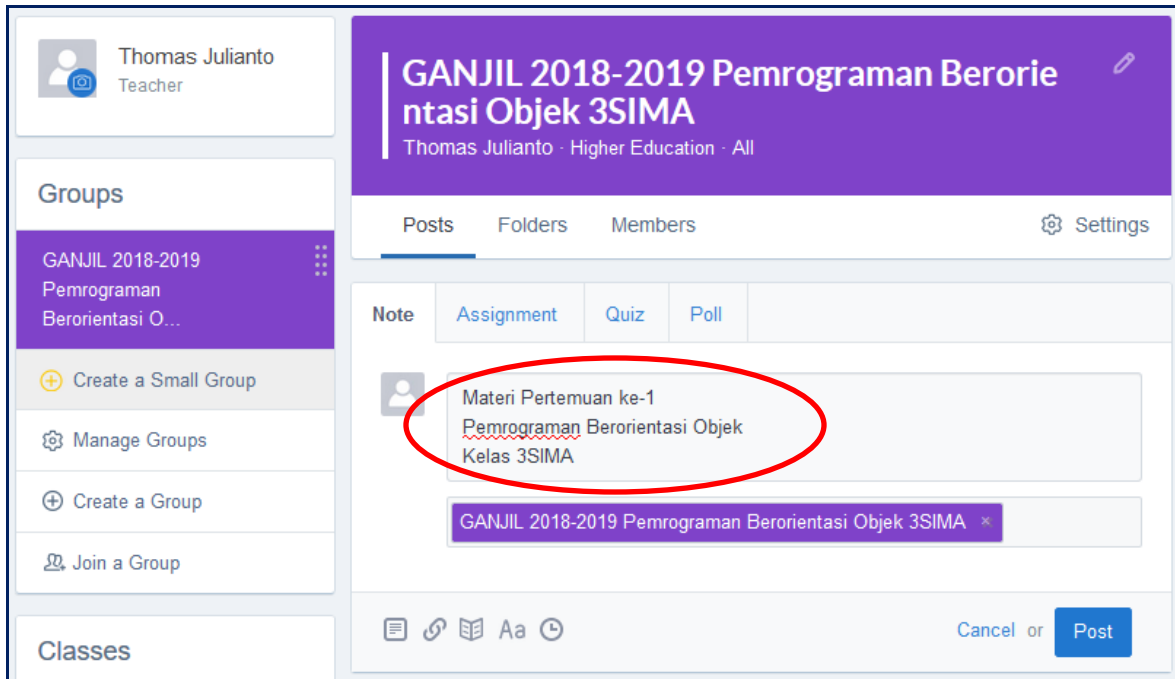 Thomas Julianto
Teacher
Groups
GANJIL 2018-2019
Pemrograman
Berorientasi O...
Create a Small Group
Manage Groups
Create a Group
Join a Group
Classes
GANJIL 2018-2019 Pemrograman Berorie
ntasi Objek 3SIMA
Thomas Julianto · Higher Education · All
Posts Folders Members Settings
Note Assignment Quiz Poll
Materi Pertemuan ke-1
Pemrograman Berorientasi Objek
Kelas 3SIMA
GANJIL 2018-2019 Pemrograman Berorientasi Objek 3SIMA ×
Aa Cancel or Post